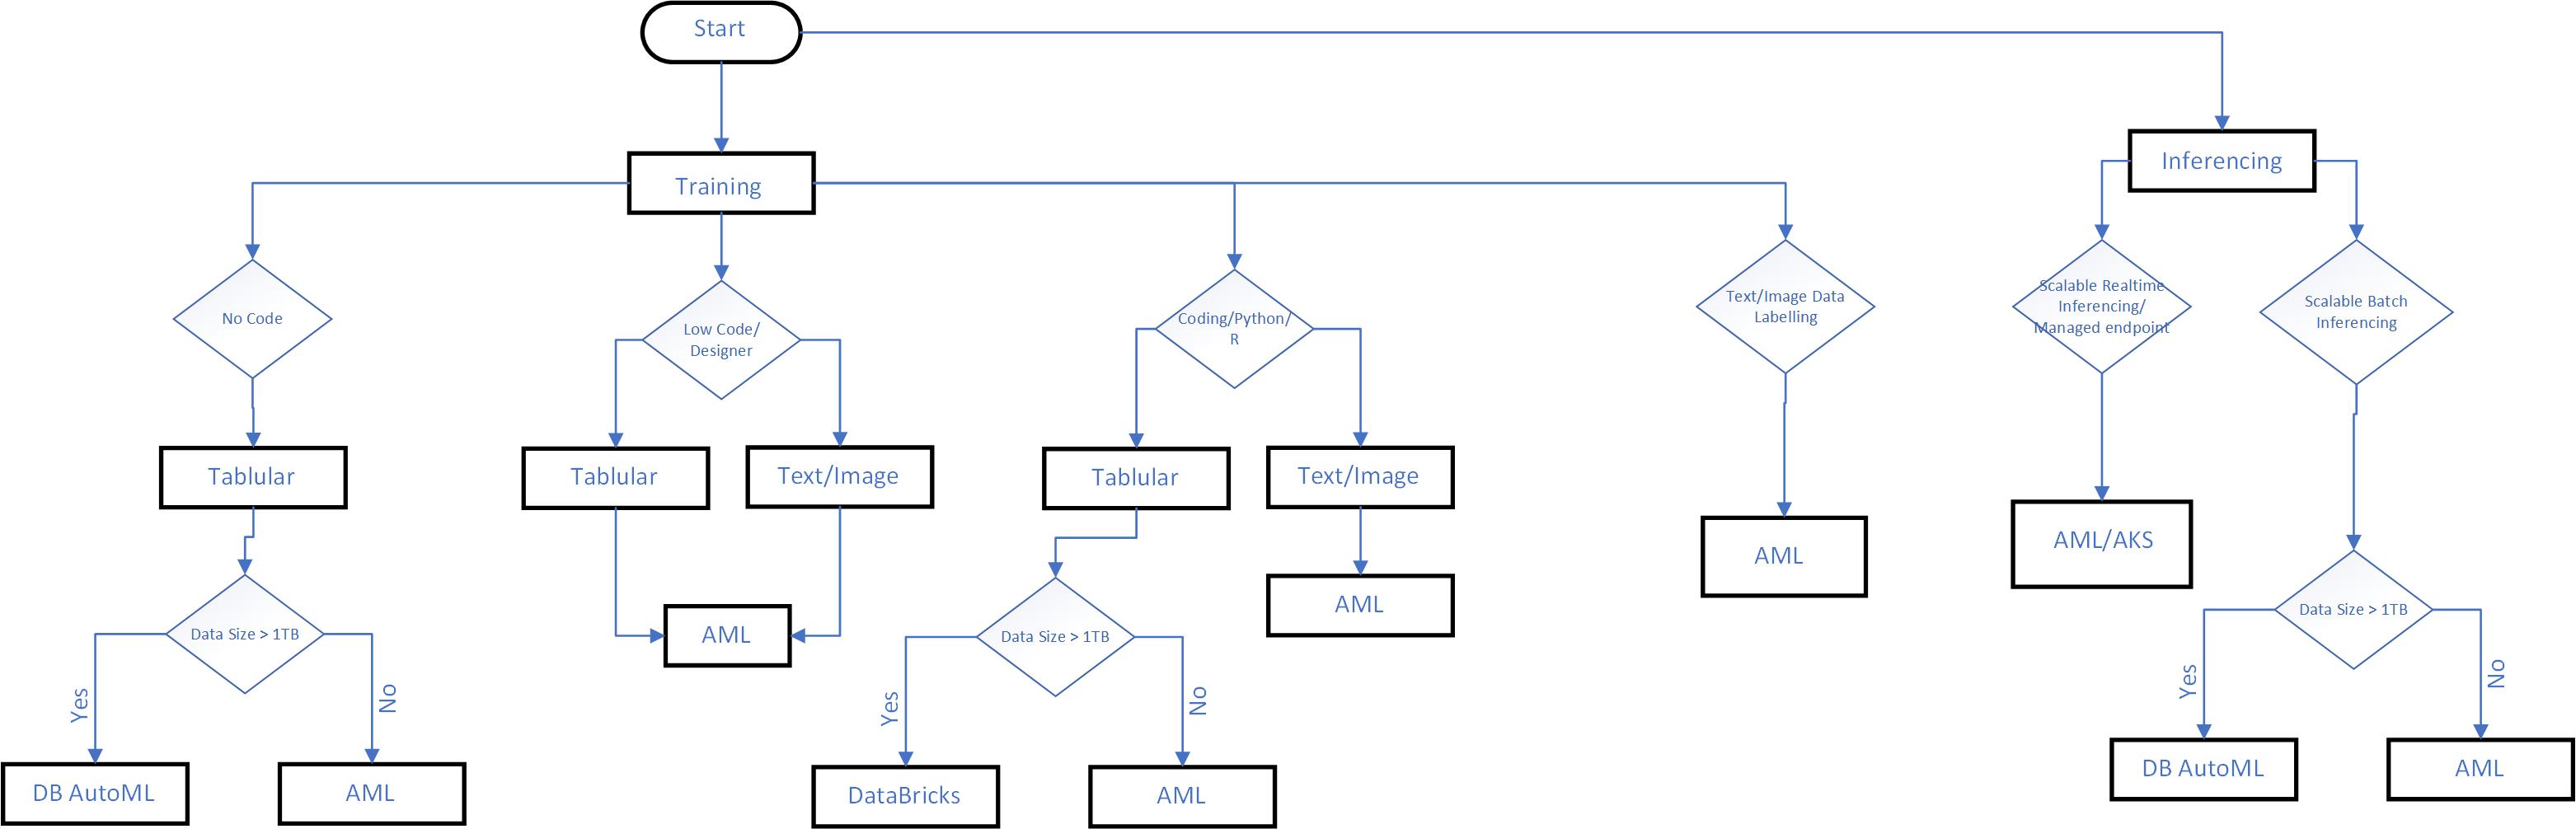 Start
Training
Inferencing
No Code
Low Code/
Designer
Coding/Python/
R
Text/Image Data
Labelling
Scalable Realtime
Inferencing/
Managed endpoint
Scalable Batch
Inferencing
Tablular
Tablular
Text/Image
Tablular
Text/Image
AML
AML/AKS
Data Size > 1TB
AML
Data Size > 1TB
AML
Data Size > 1TB
Yes
No
Yes
No
Yes
No
DB AutoML
AML
DataBricks
AML
DB AutoML
AML